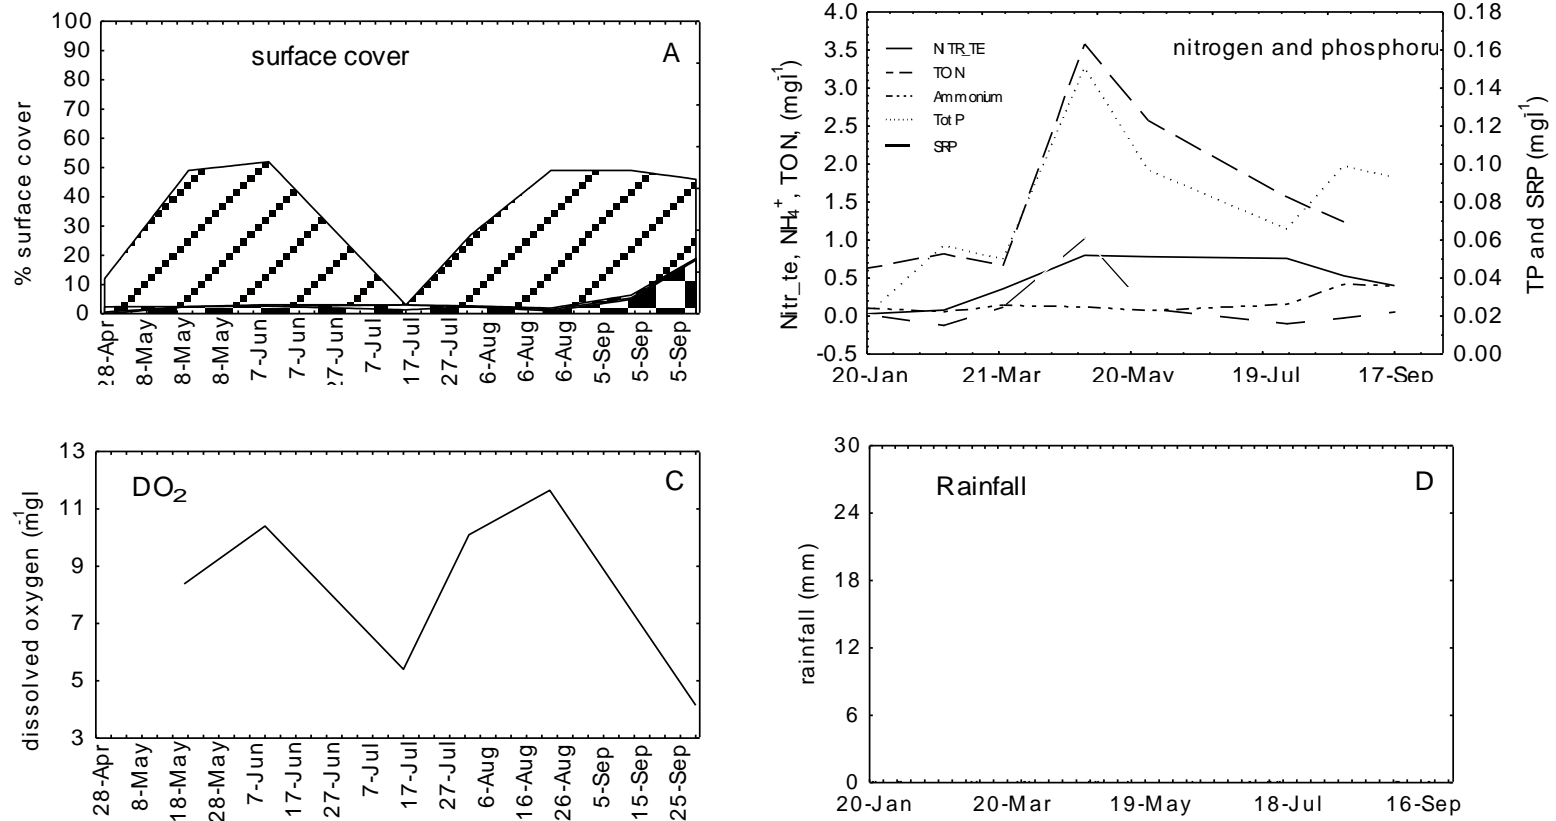 surface cover
A
% surface cover
100
90
80
70
60
50
40
30
20
10
0
28-Apr
8-May
8-May
8-May
7-Jun
7-Jun
27-Jun
7-Jul
17-Jul
27-Jul
6-Aug
6-Aug
6-Aug
5-Sep
5-Sep
5-Sep
nitrogen and phosphoru
NITR_TE
TON
Ammonium
Tot P
SRP
Nitr_te, NH4+, TON, (mgl-1)
4.0
3.5
3.0
2.5
2.0
1.5
1.0
0.5
0.0
-0.5
0.18
0.16
0.14
0.12
0.10
0.08
0.06
0.04
0.02
0.00
TP and SRP (mgl-1)
20-Jan
21-Mar
20-May
19-Jul
17-Sep
DO2
C
dissolved oxygen (mgl-1
13
11
9
7
5
3
28-Apr
8-May
18-May
28-May
7-Jun
17-Jun
27-Jun
7-Jul
17-Jul
27-Jul
6-Aug
16-Aug
26-Aug
5-Sep
15-Sep
25-Sep
Rainfall
D
rainfall (mm)
30
24
18
12
6
0
20-Jan
20-Mar
19-May
18-Jul
16-Sep